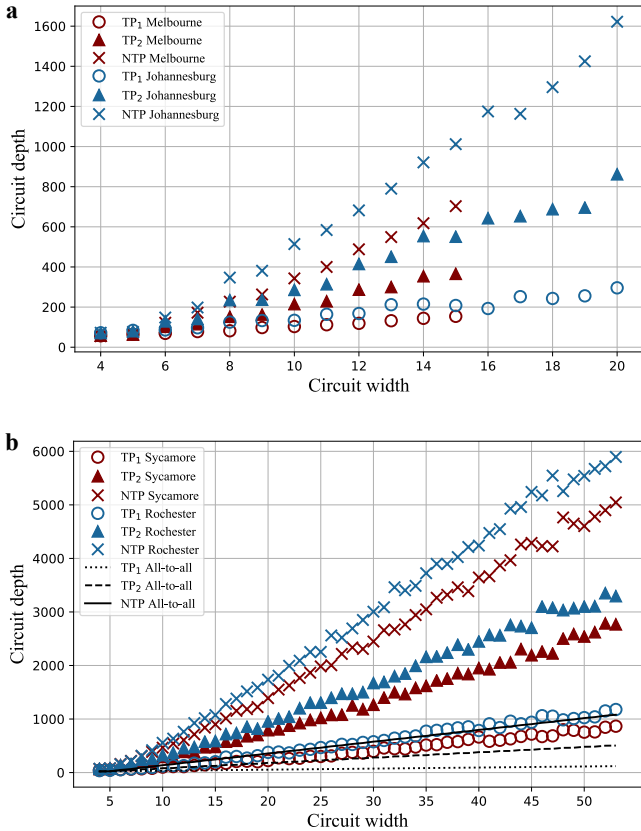 a
TP₁ Melbourne
TP₂ Melbourne
NTP Melbourne
TP₁ Johannesburg
TP₂ Johannesburg
NTP Johannesburg
1600
1400
1200
1000
800
600
400
200
0
Circuit depth
4 6 8 10 12 14 16 18 20
Circuit width
b
TP₁ Sycamore
TP₂ Sycamore
NTP Sycamore
TP₁ Rochester
TP₂ Rochester
NTP Rochester
TP₁ All-to-all
TP₂ All-to-all
NTP All-to-all
6000
5000
4000
3000
2000
1000
0
Circuit depth
5 10 15 20 25 30 35 40 45 50
Circuit width